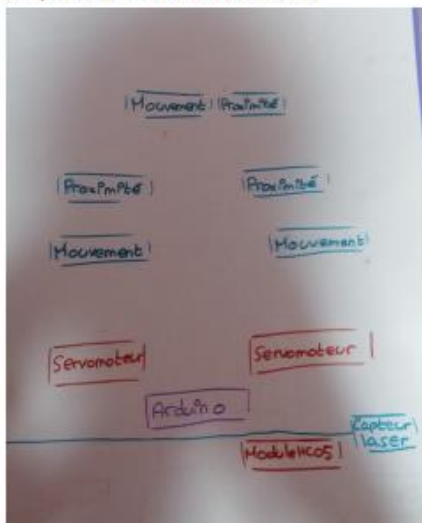 Mouvement Proximité
Proximité Proximité
Mouvement Mouvement
Servomoteur Servomoteur
Arduino
Capteur
laser
Module HC05